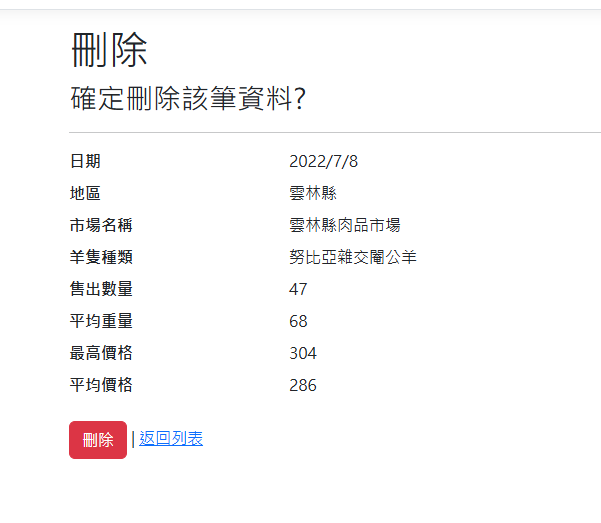 刪除
確定刪除該筆資料?
日期 2022/7/8
地區 雲林縣
市場名稱 雲林縣肉品市場
羊隻種類 努比亞雜交閹公羊
售出數量 47
平均重量 68
最高價格 304
平均價格 286
刪除 | 返回列表